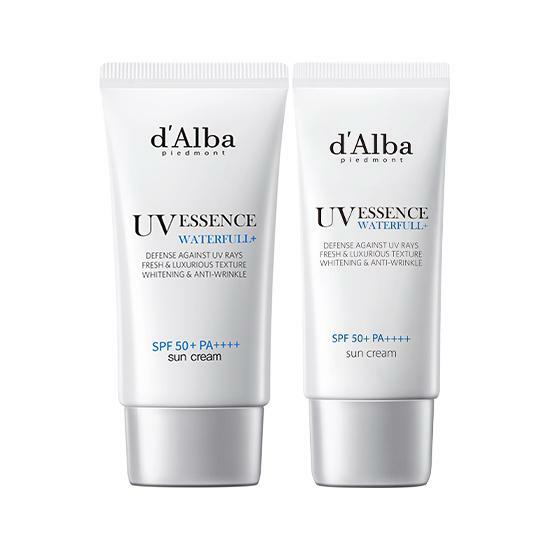 d'Alba
piedmont
UV ESSENCE
WATERFULL+
DEFENSE AGAINST UV RAYS
FRESH & LUXURIOUS TEXTURE
WHITENING & ANTI-WRINKLE
SPF 50+ PA++++
sun cream
d'Alba
piedmont
UV ESSENCE
WATERFULL+
DEFENSE AGAINST UV RAYS
FRESH & LUXURIOUS TEXTURE
WHITENING & ANTI-WRINKLE
SPF 50+ PA++++
sun cream